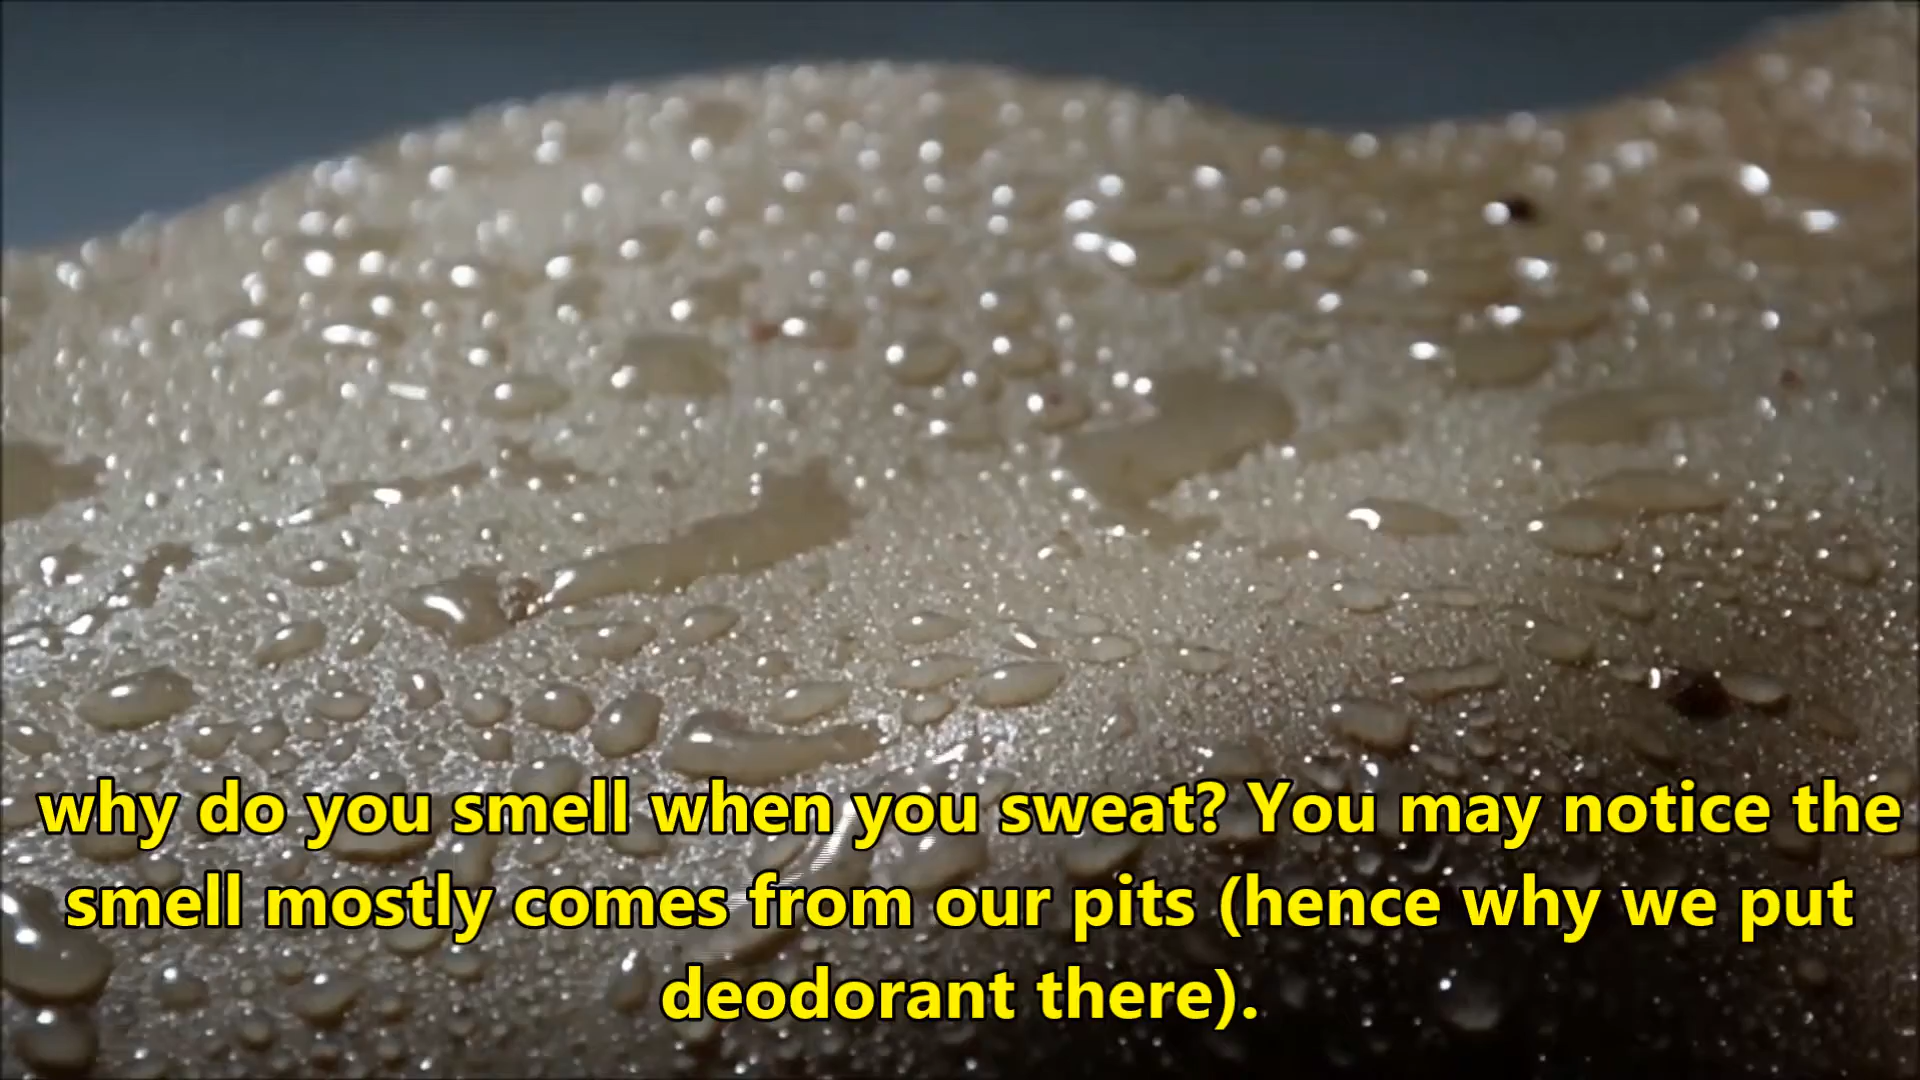 why do you smell when you sweat? You may notice the
smell mostly comes from our pits (hence why we put
deodorant there).